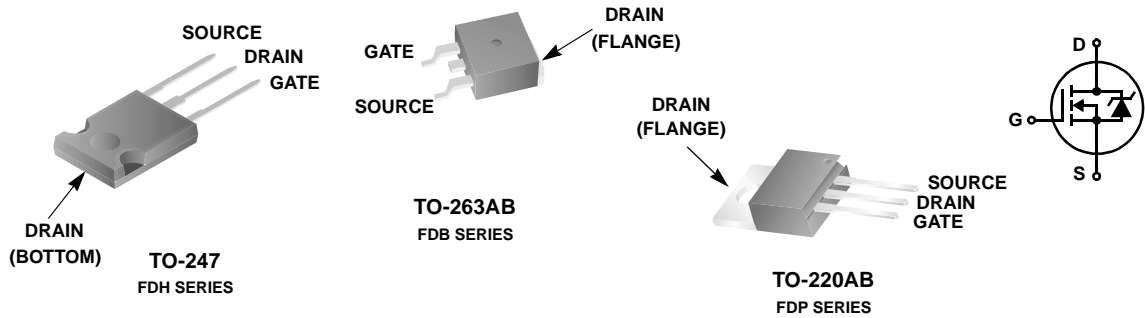 SOURCE
DRAIN
GATE
DRAIN
(BOTTOM)
TO-247
FDH SERIES
GATE
SOURCE
DRAIN
(FLANGE)
TO-263AB
FDB SERIES
DRAIN
(FLANGE)
SOURCE
DRAIN
GATE
TO-220AB
FDP SERIES
D
G
S